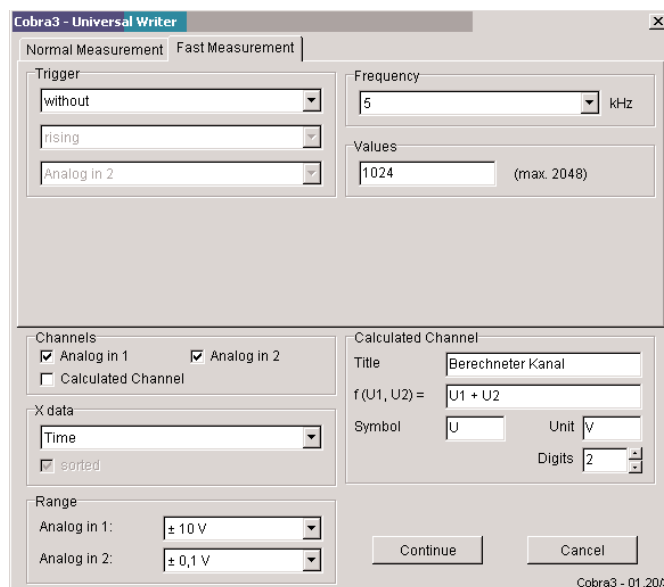 Cobra3 - Universal Writer
Normal Measurement Fast Measurement
Trigger
without
rising
Analog in 2
Frequency
5 kHz
Values
1024 (max. 2048)
Channels
Analog in 1 Analog in 2
Calculated Channel
X data
Time
sorted
Range
Analog in 1: ± 10 V
Analog in 2: ± 0,1 V
Calculated Channel
Title Berechneter Kanal
f (U1, U2) = U1 + U2
Symbol U Unit V
Digits 2
Continue Cancel
Cobra3 - 01.20/